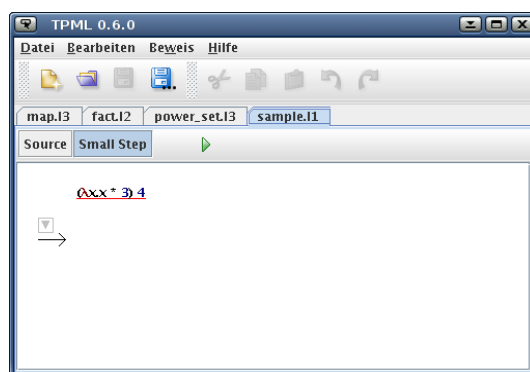 TPML 0.6.0
Datei Bearbeiten Beweis Hilfe
map.l3 fact.l2 power_set.l3 sample.l1
Source Small Step
(λx.x * 3) 4